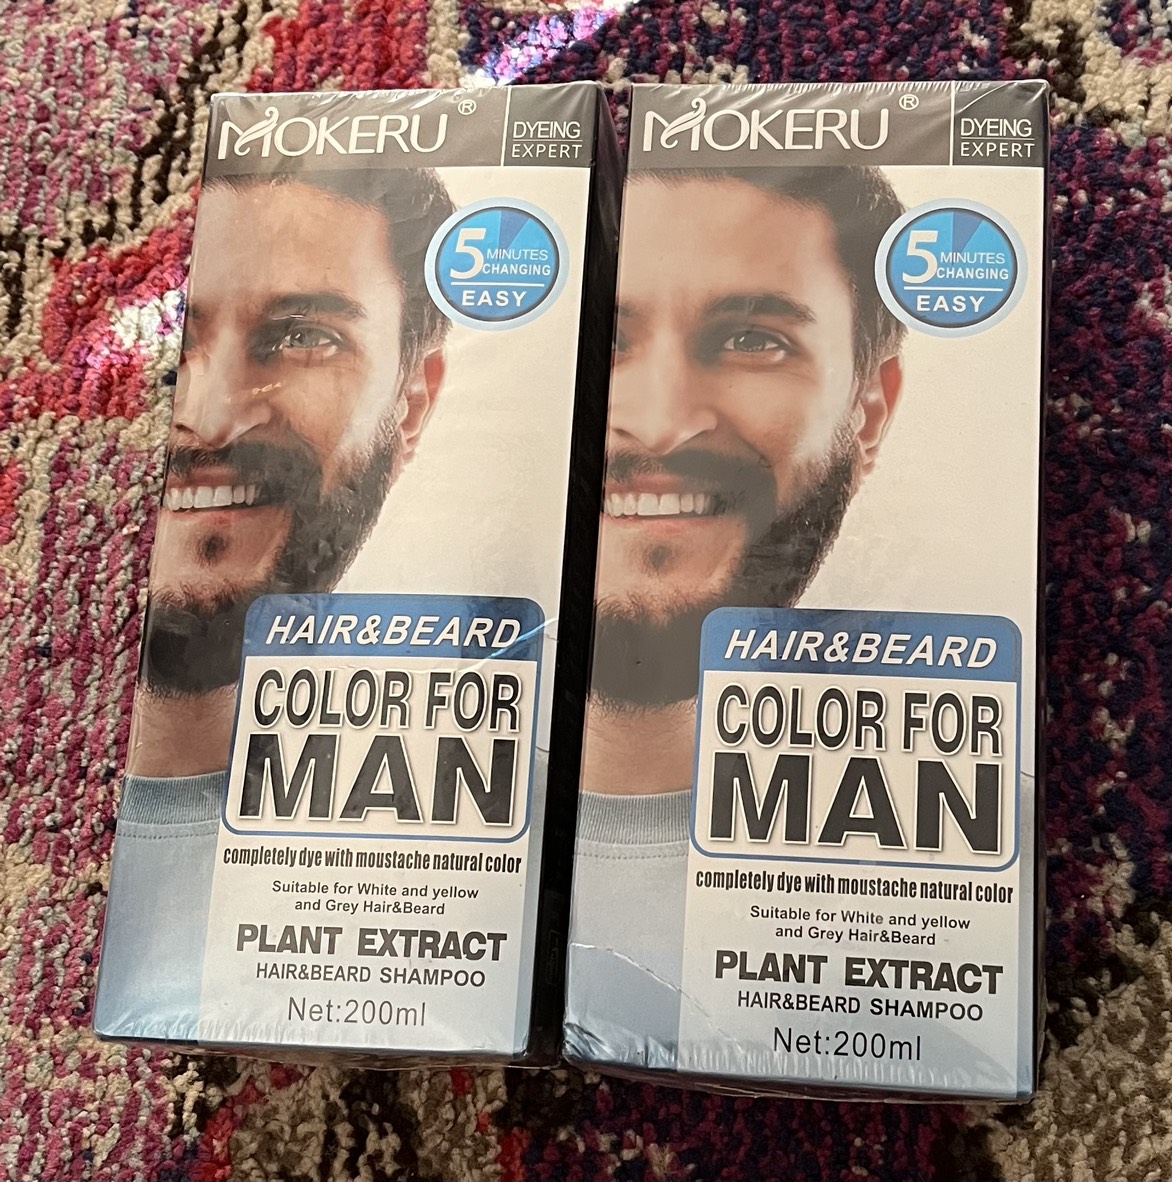 MOKERU®
DYEING
EXPERT
5 MINUTES
CHANGING
EASY
HAIR&BEARD
COLOR FOR
MAN
completely dye with moustache natural color
Suitable for White and yellow
and Grey Hair&Beard
PLANT EXTRACT
HAIR&BEARD SHAMPOO
Net:200ml
MOKERU®
DYEING
EXPERT
5 MINUTES
CHANGING
EASY
HAIR&BEARD
COLOR FOR
MAN
completely dye with moustache natural color
Suitable for White and yellow
and Grey Hair&Beard
PLANT EXTRACT
HAIR&BEARD SHAMPOO
Net:200ml